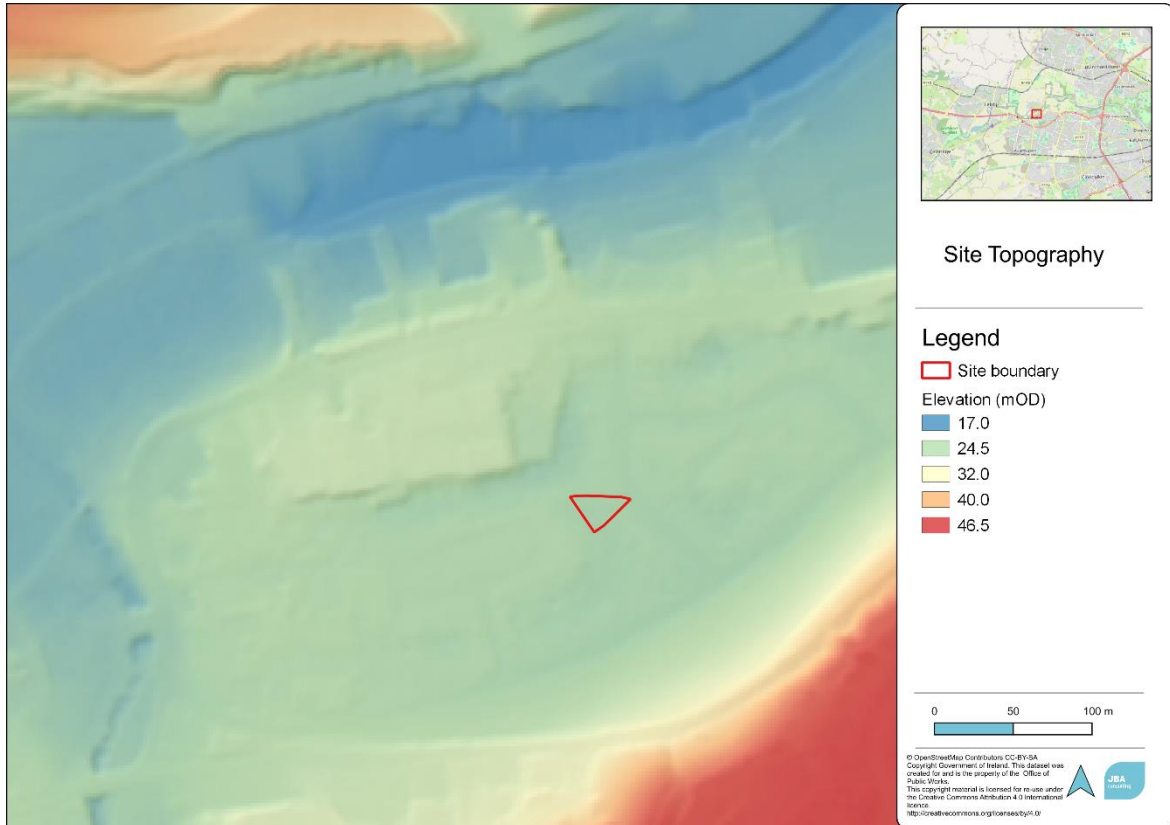 Site Topography
Legend
Site boundary
Elevation (mOD)
17.0
24.5
32.0
40.0
46.5
0 50 100 m
© OpenStreetMap Contributors CC-BY-SA
Copyright Government of Ireland. This dataset was
created for and is the property of the Office of
Public Works.
This copyright material is licensed for re-use under
the Creative Commons Attribution 4.0 International
licence.
http://creativecommons.org/licenses/by/4.0/
JBA
consulting